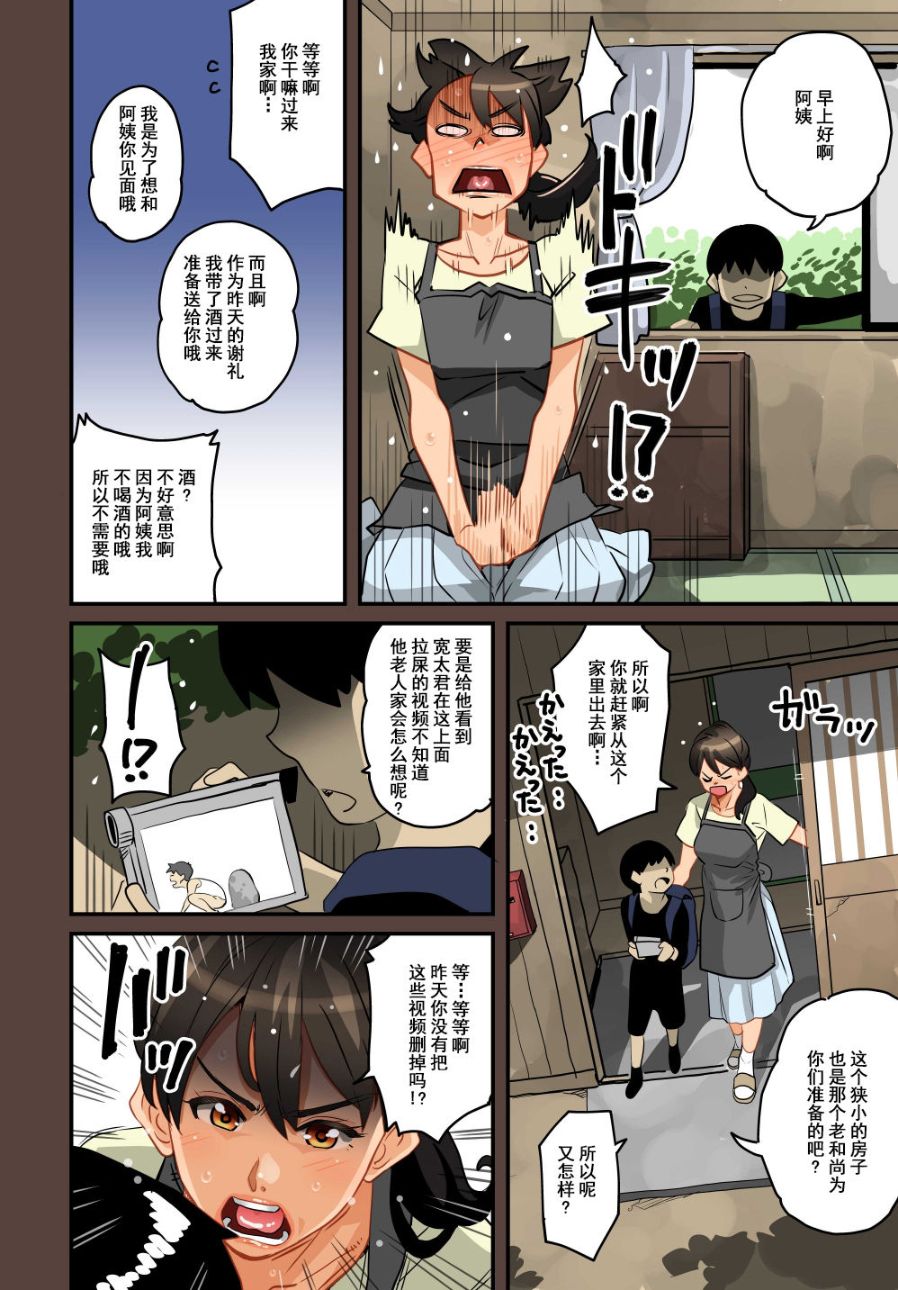 早上好啊
阿姨
ドキッ
!?
等等啊
你干嘛过来
我家啊…
我是为了想和
阿姨你见面哦
而且啊
作为昨天的谢礼
我带了酒过来
准备送给你哦
酒？
不好意思啊
因为阿姨我
不喝酒的哦
所以不需要哦
ガラッ
所以啊
你就赶紧从这个
家里出去啊…
かえった
かえった
这个狭小的房子
也是那个老和尚为
你们准备的吧？
所以呢
又怎样？
要是给他看到
宽太君在这上面
拉屎的视频不知道
他老人家会怎么想呢？
!?
等…等等啊
昨天你没有把
这些视频删掉吗!?